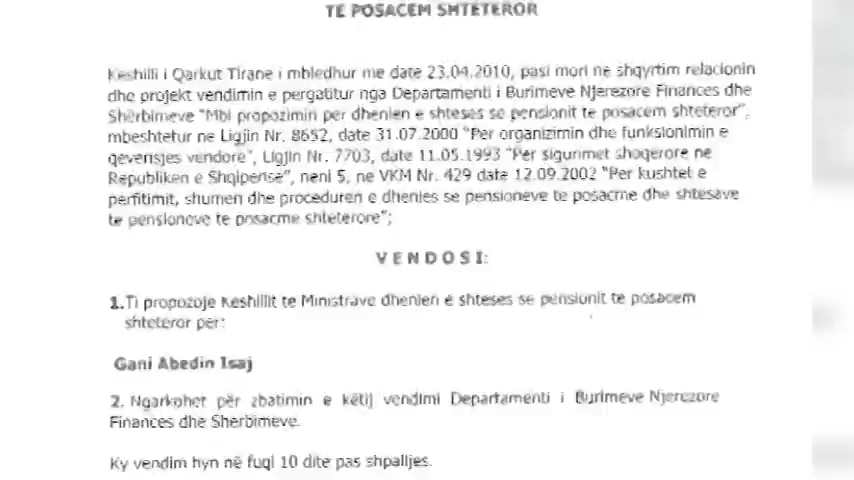 TE POSACEM SHTETEROR
Keshilli i Qarkut Tirane i mbledhur me date 23.04.2010, pasi mori ne shqyrtim relacionin
dhe projekt vendimin e pergatitur nga Departamenti i Burimeve Njerezore Finances dhe
Sherbimeve "Mbi propozimin per dhenien e shteses se pensionit te posacem shteteror",
mbeshtetur ne Ligjin Nr. 8652, date 31.07.2000 "Per organizimin dhe funksionimin e
qeverisjes vendore", Ligjin Nr. 7703, date 11.05.1993 "Per sigurimet shoqerore ne
Republiken e Shqiperise", neni 5, ne VKM Nr. 429 date 12.09.2002 "Per kushtet e
perfitimit, shumen dhe proceduren e dhenies se pensioneve te posacme dhe shtesave
te pensioneve te posacme shteterore";
V E N D O S I:
1.Ti propozoje Keshillit te Ministrave dhenien e shteses se pensionit te posacem
shteteror per:
Gani Abedin Isaj
2. Ngarkohet për zbatimin e këtij vendimi Departamenti i Burimeve Njerezore
Finances dhe Sherbimeve.
Ky vendim hyn në fuqi 10 dite pas shpalljes.